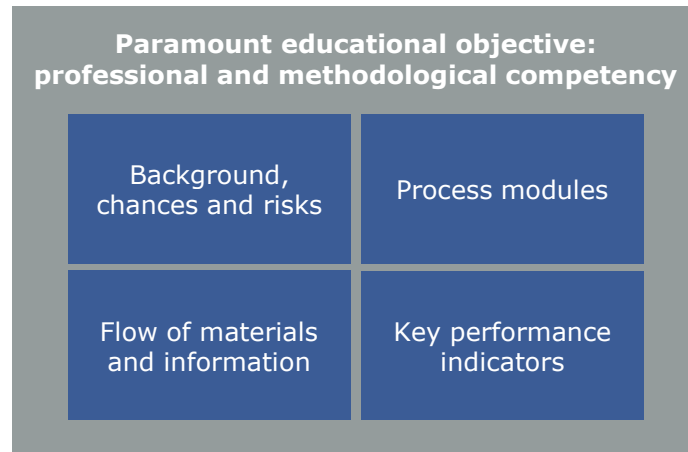 Paramount educational objective:
professional and methodological competency
Background,
chances and risks
Process modules
Flow of materials
and information
Key performance
indicators